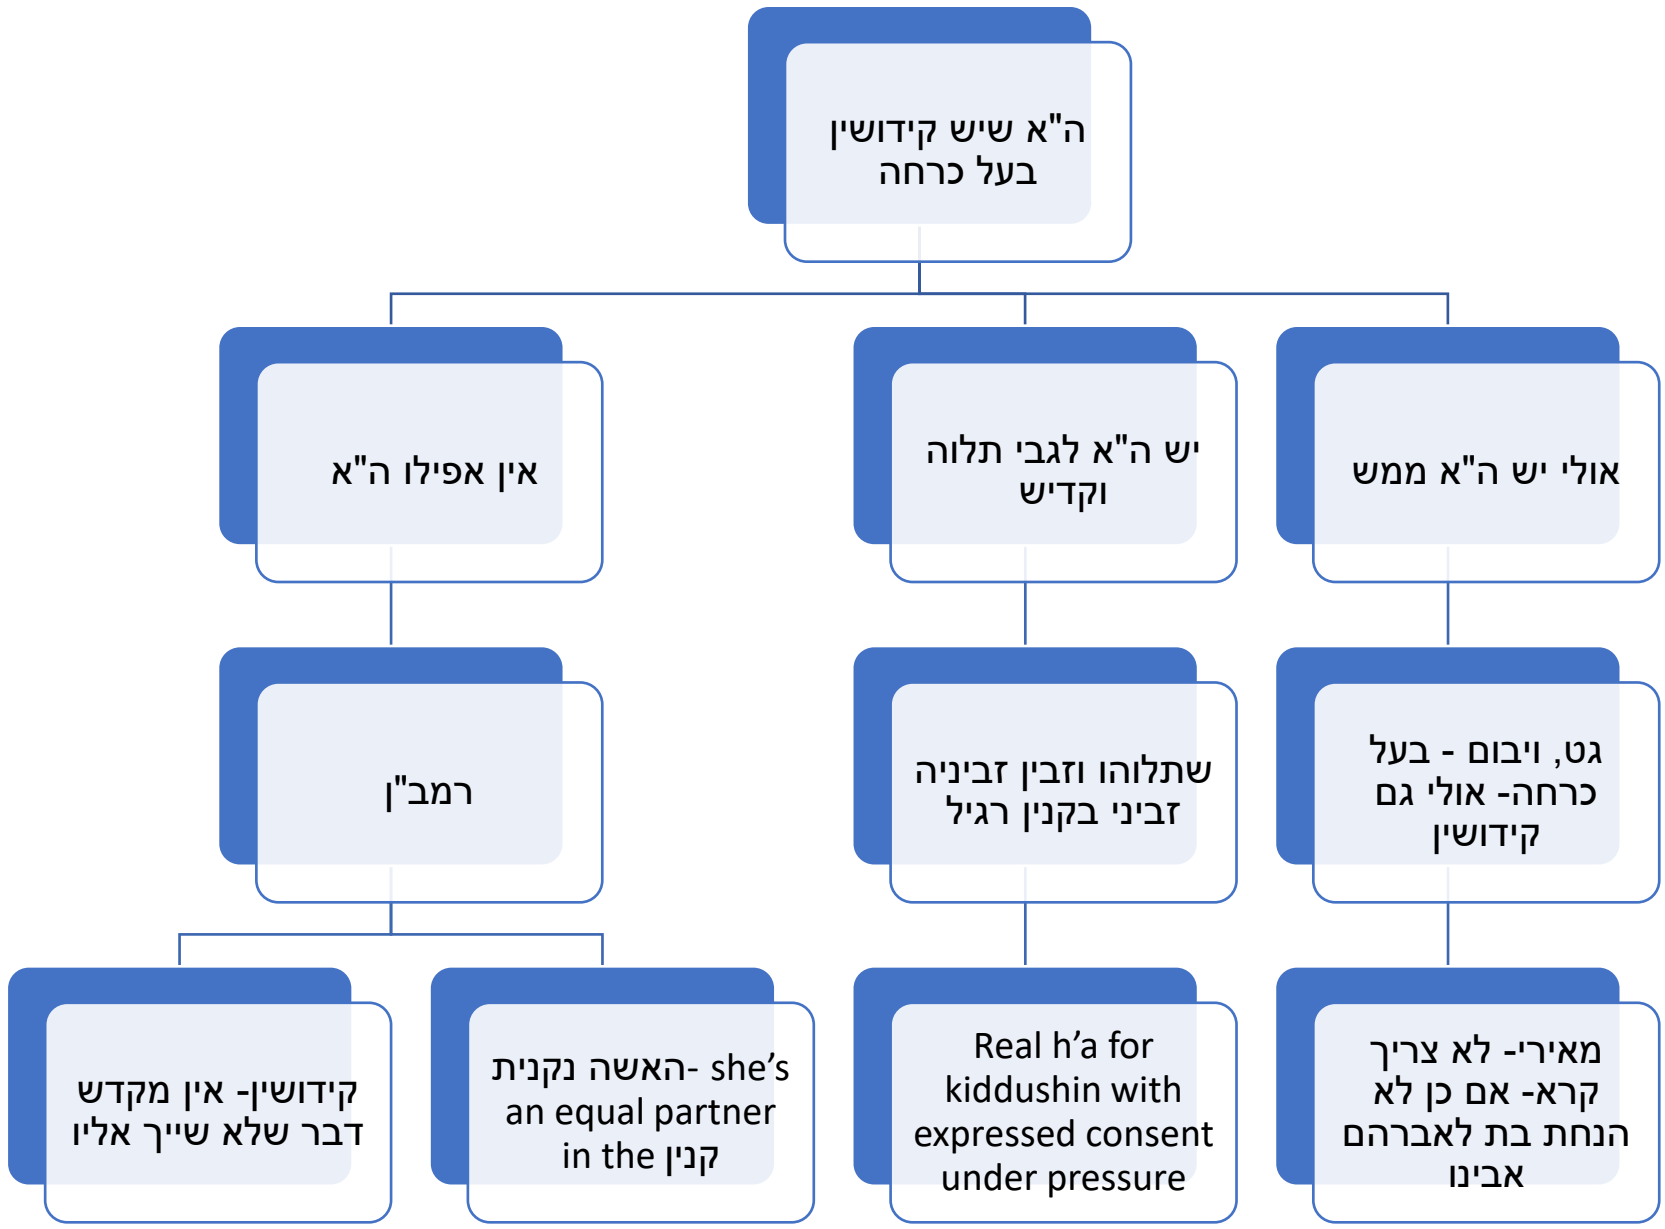 ה"א שיש קידושין
בעל כרחה
אולי יש ה"א ממש
יש ה"א לגבי תלוה
וקדיש
אין אפילו ה"א
גט, ויבום - בעל
כרחה- אולי גם
קידושין
שתלוהו וזבין זביניה
זביני בקנין רגיל
רמב"ן
מאירי- לא צריך
קרא- אם כן לא
הנחת בת לאברהם
אבינו
Real h’a for
kiddushin with
expressed consent
under pressure
האשה נקנית- she’s
an equal partner
in the קנין
קידושין- אין מקדש
דבר שלא שייך אליו